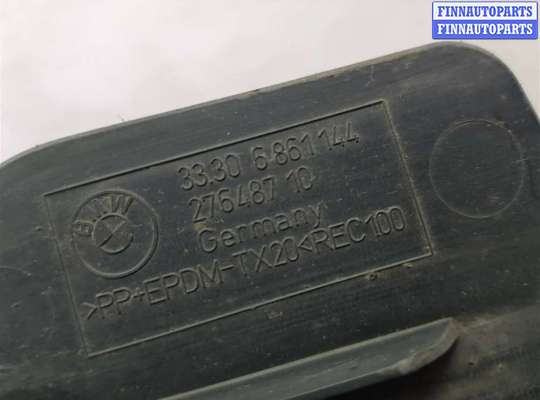 FINNAUTOPARTS
FINNAUTOPARTS
33.30 6 861 144
276487 10
BMW
Germany
>PP+EPDM-TX20<REC100